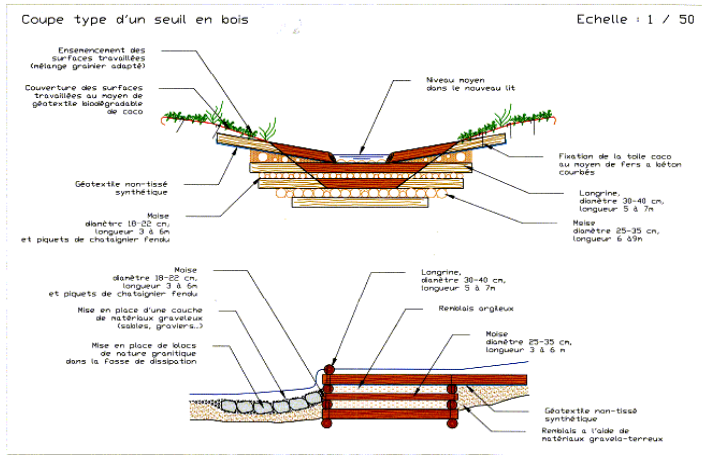 Coupe type d'un seuil en bois
Echelle : 1 / 50
Ensemencement des
surfaces travaillées
(mélange grainier adapté)
Couverture des surfaces
travaillées au moyen de
géotextile biodégradable
de coco
Niveau moyen
dans le nouveau lit
Géotextile non-tissé
synthétique
Moise
diamètre 18-22 cm,
longueur 3 à 6m
et piquets de chataignier fendu
Fixation de la toile coco
au moyen de fers a béton
courbés
Longrine,
diamètre 30-40 cm,
longueur 5 à 7m
Moise
diamètre 25-35 cm,
longueur 6 à9m
Moise
diamètre 18-22 cm,
longueur 3 à 6m
et piquets de chataignier fendu
Mise en place d'une couche
de matériaux graveleux
(sables, graviers..)
Mise en place de blocs
de nature granitique
dans la fosse de dissipation
Longrine,
diamètre 30-40 cm,
longueur 5 à 7m
Remblais argileux
Moise
diamètre 25-35 cm,
longueur 3 à 6 m
Géotextile non-tissé
synthétique
Remblais a l'aide de
matériaux gravelo-terreux